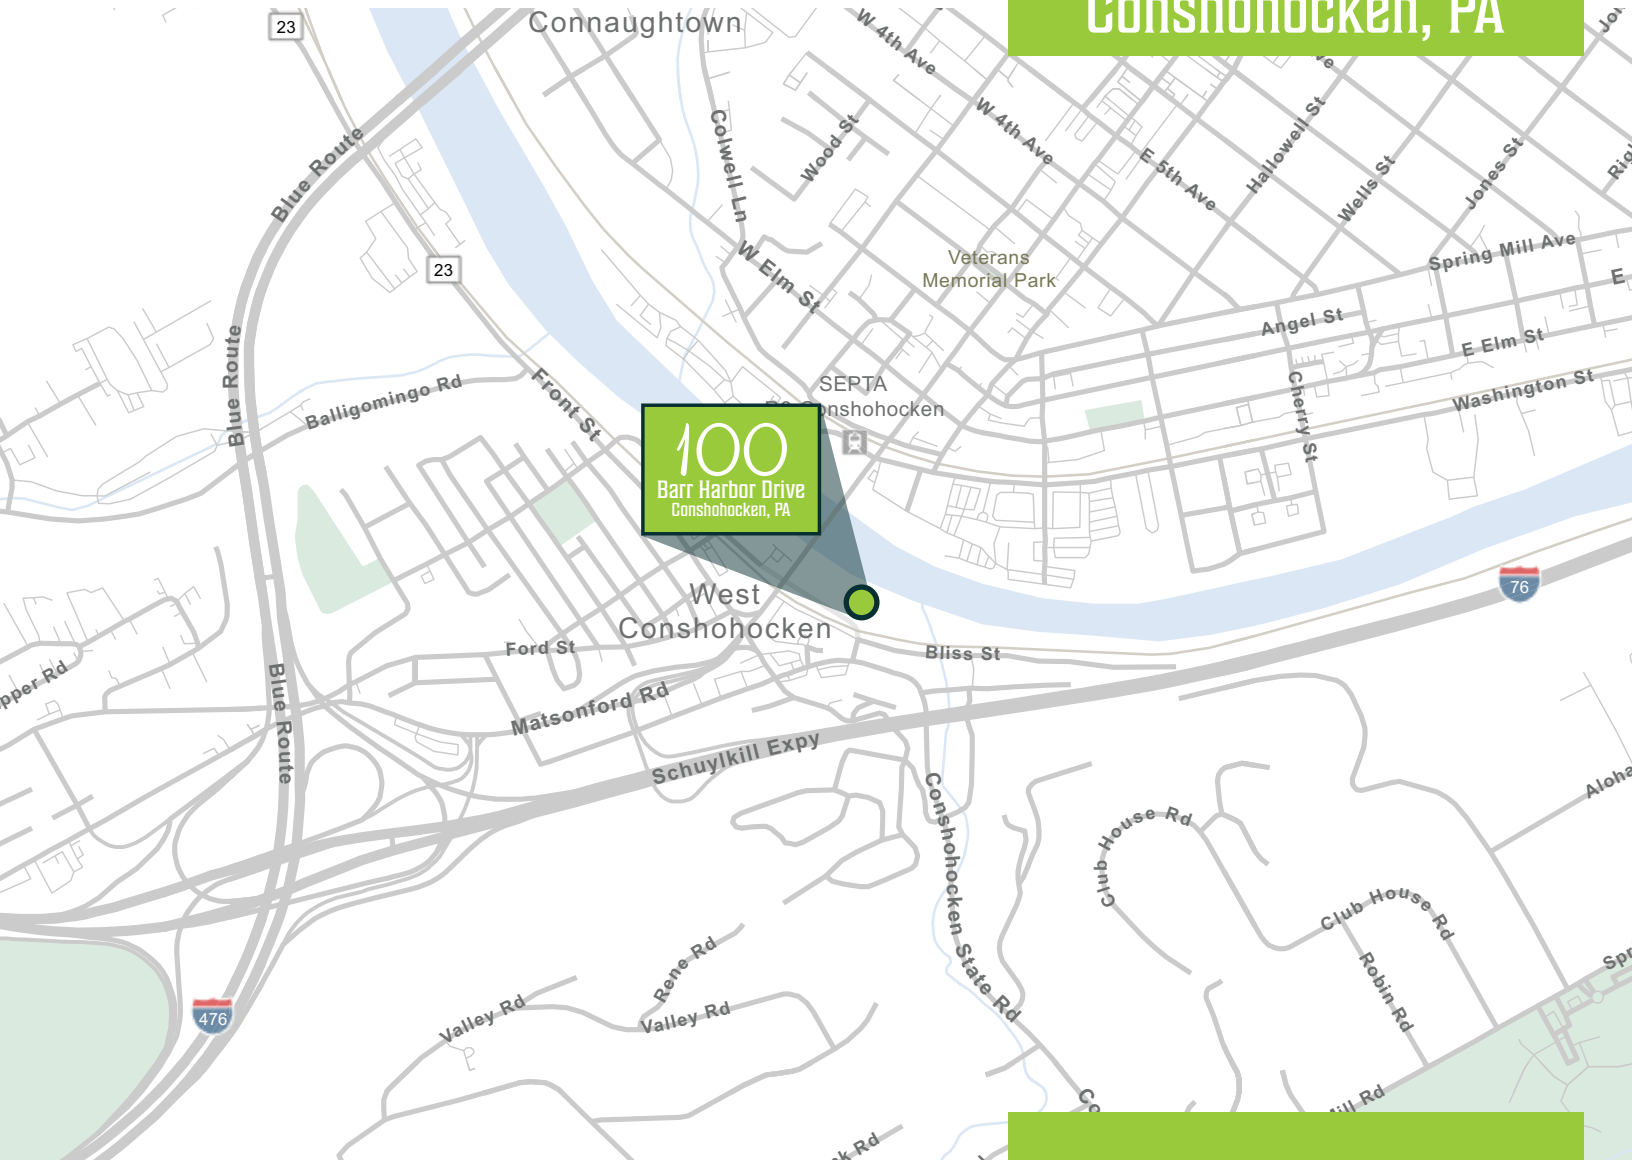 Conshohocken, PA
23
Connaughtown
W 4th Ave
Blue Route
Colwell Ln
Wood St
W 4th Ave
E 5th Ave
Hallowell St
Wells St
Jones St
23
W Elm St
Veterans
Memorial Park
Spring Mill Ave
E
Angel St
E Elm St
Blue Route
Balligomingo Rd
Front St
SEPTA
Conshohocken
Cherry St
Washington St
100
Barr Harbor Drive
Conshohocken, PA
76
West
Conshohocken
Ford St
Bliss St
Blue Route
Matsonford Rd
Schuylkill Expy
Conshohocken State Rd
Club House Rd
Aloha
Club House Rd
Robin Rd
Rene Rd
Valley Rd
Valley Rd
476
Mill Rd